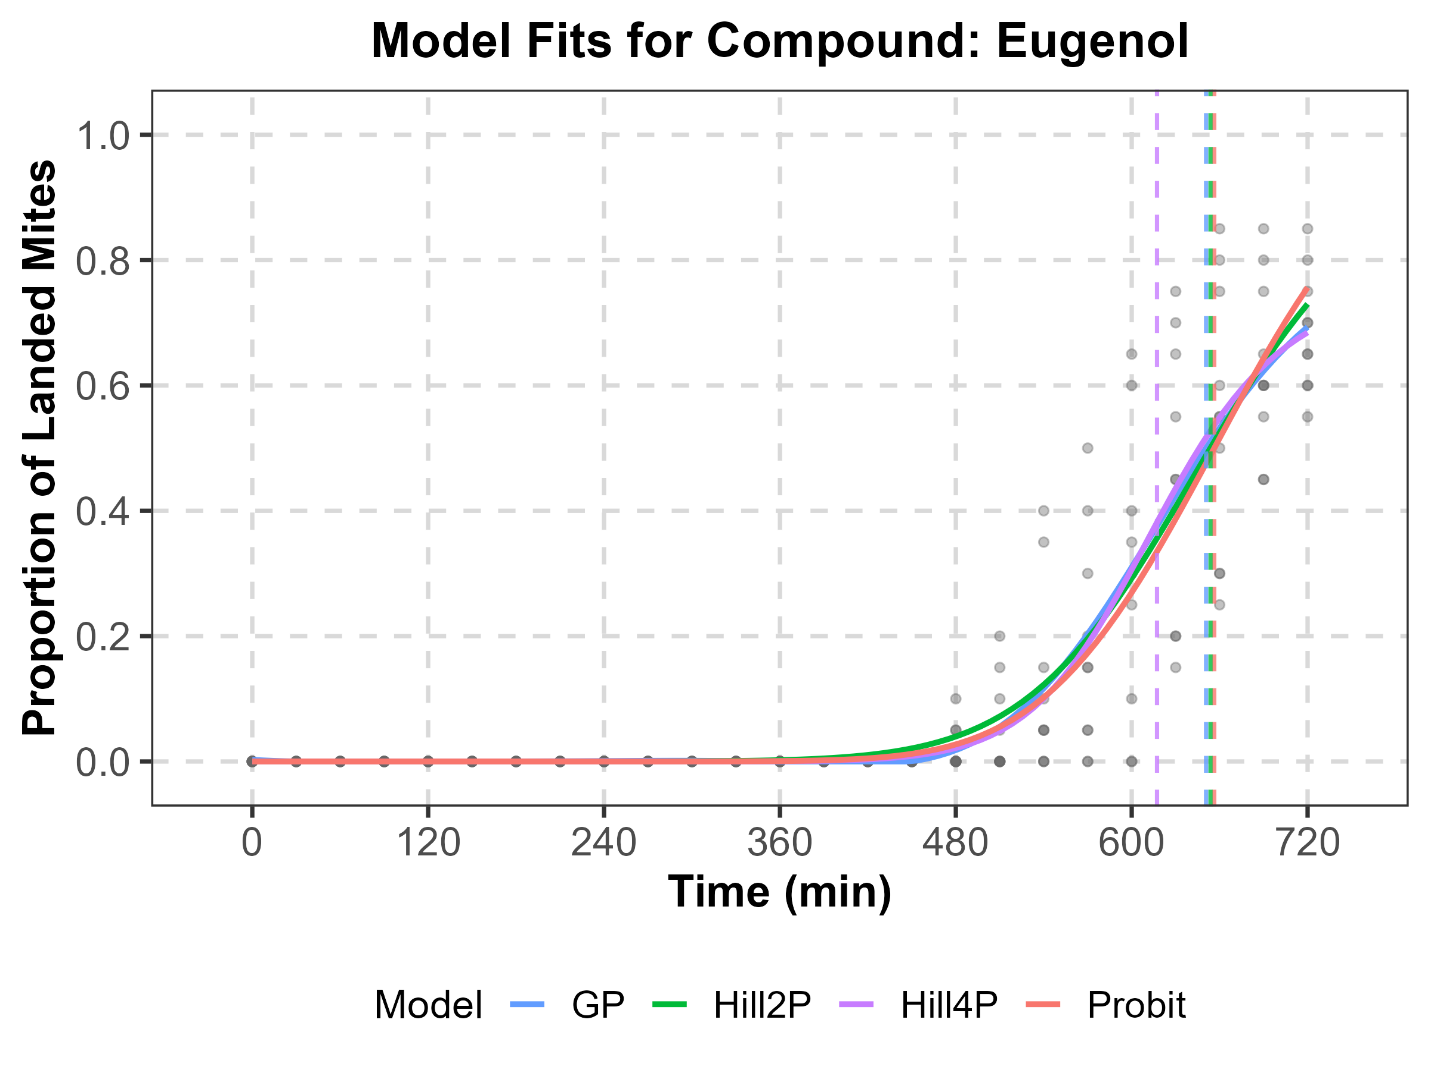 Model Fits for Compound: Eugenol
Proportion of Landed Mites
1.0
0.8
0.6
0.4
0.2
0.0
0 120 240 360 480 600 720
Time (min)
Model GP Hill2P Hill4P Probit